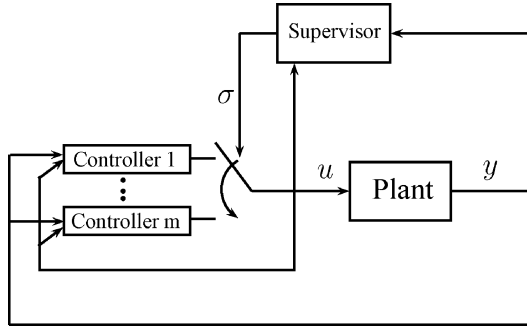 Supervisor
σ
Controller 1
u
Plant
y
Controller m